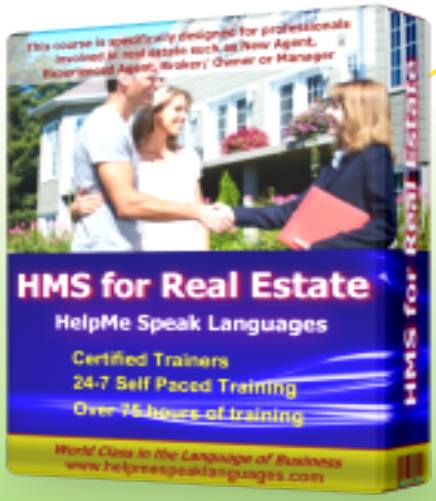 This course is specifically designed for professionals
involved in real estate such as New Agent,
Experienced Agent, Broker, Owner or Manager
HMS for Real Estate
HelpMe Speak Languages
Certified Trainers
24-7 Self Paced Training
Over 75 hours of training
World Class in the Language of Business
www.helpmespeaklanguages.com
HMS for Real Estate